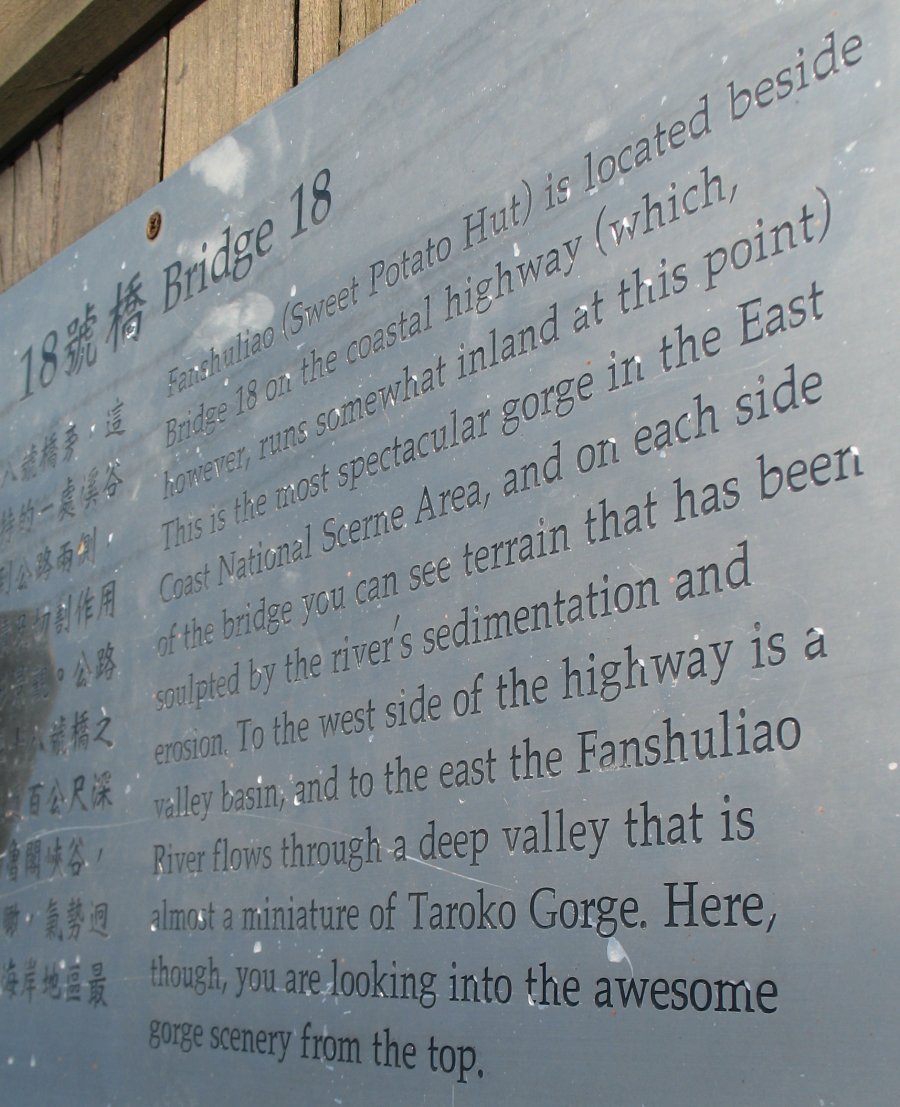 18號橋 Bridge 18
八號橋旁,這
特的一處溪谷
到公路兩側,
切割作用
。公路
十八號橋之
百公尺深
魯閣峽谷,
,氣勢迥
海岸地區最
Fanshuliao (Sweet Potato Hut) is located beside
Bridge 18 on the coastal highway (which,
however, runs somewhat inland at this point)
This is the most spectacular gorge in the East
Coast National Scerne Area, and on each side
of the bridge you can see terrain that has been
soulpted by the river's sedimentation and
erosion. To the west side of the highway is a
valley basin, and to the east the Fanshuliao
River flows through a deep valley that is
almost a miniature of Taroko Gorge. Here,
though, you are looking into the awesome
gorge scenery from the top.